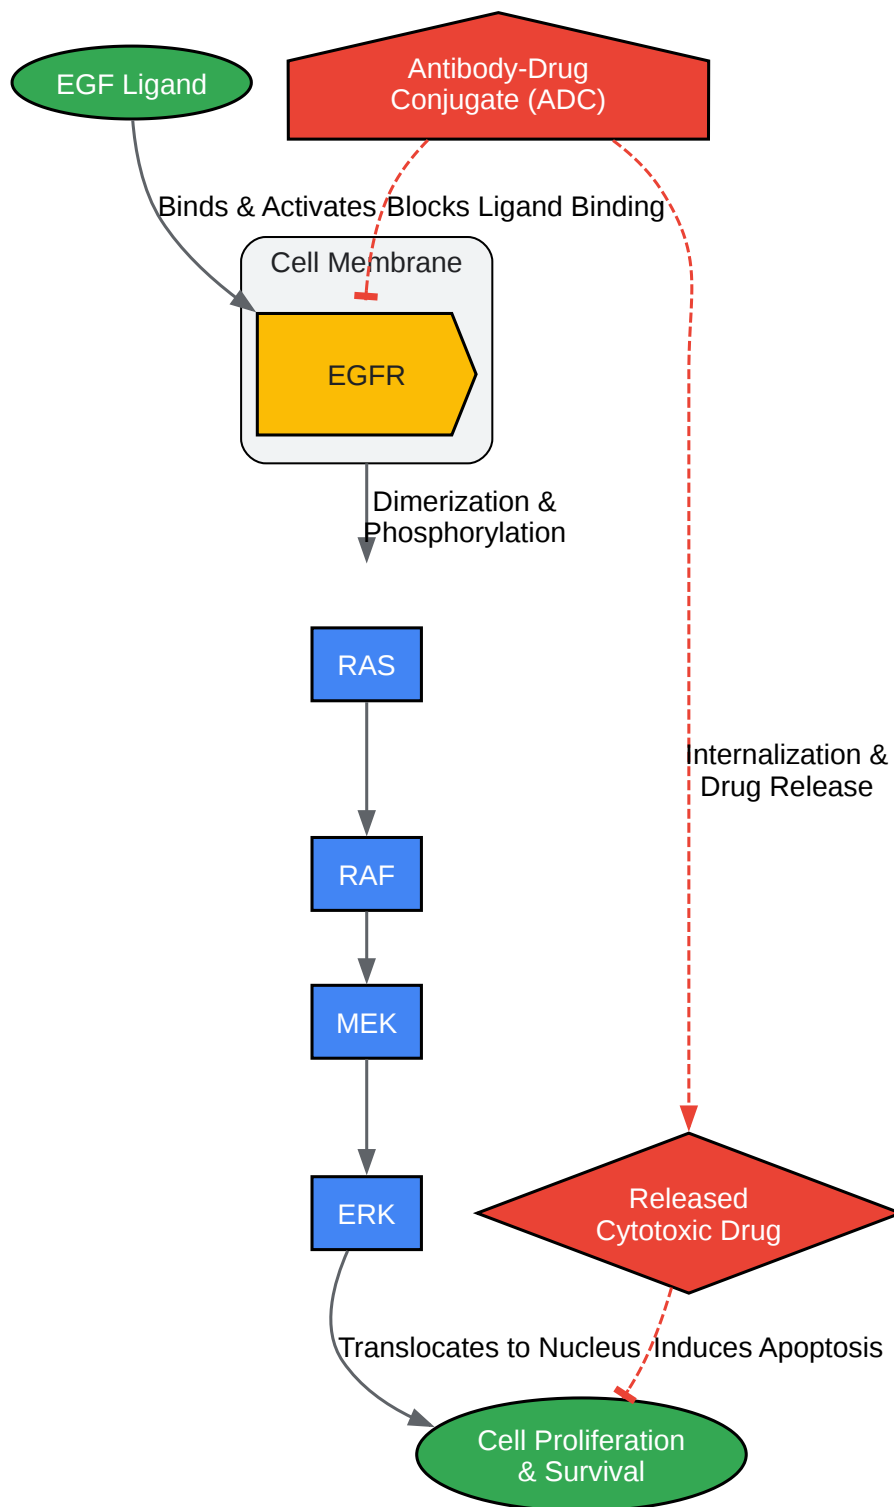 EGF Ligand
Antibody-Drug
Conjugate (ADC)
Binds & Activates
Blocks Ligand Binding
Cell Membrane
EGFR
Dimerization &
Phosphorylation
RAS
Internalization &
Drug Release
RAF
MEK
ERK
Released
Cytotoxic Drug
Translocates to Nucleus
Induces Apoptosis
Cell Proliferation
& Survival